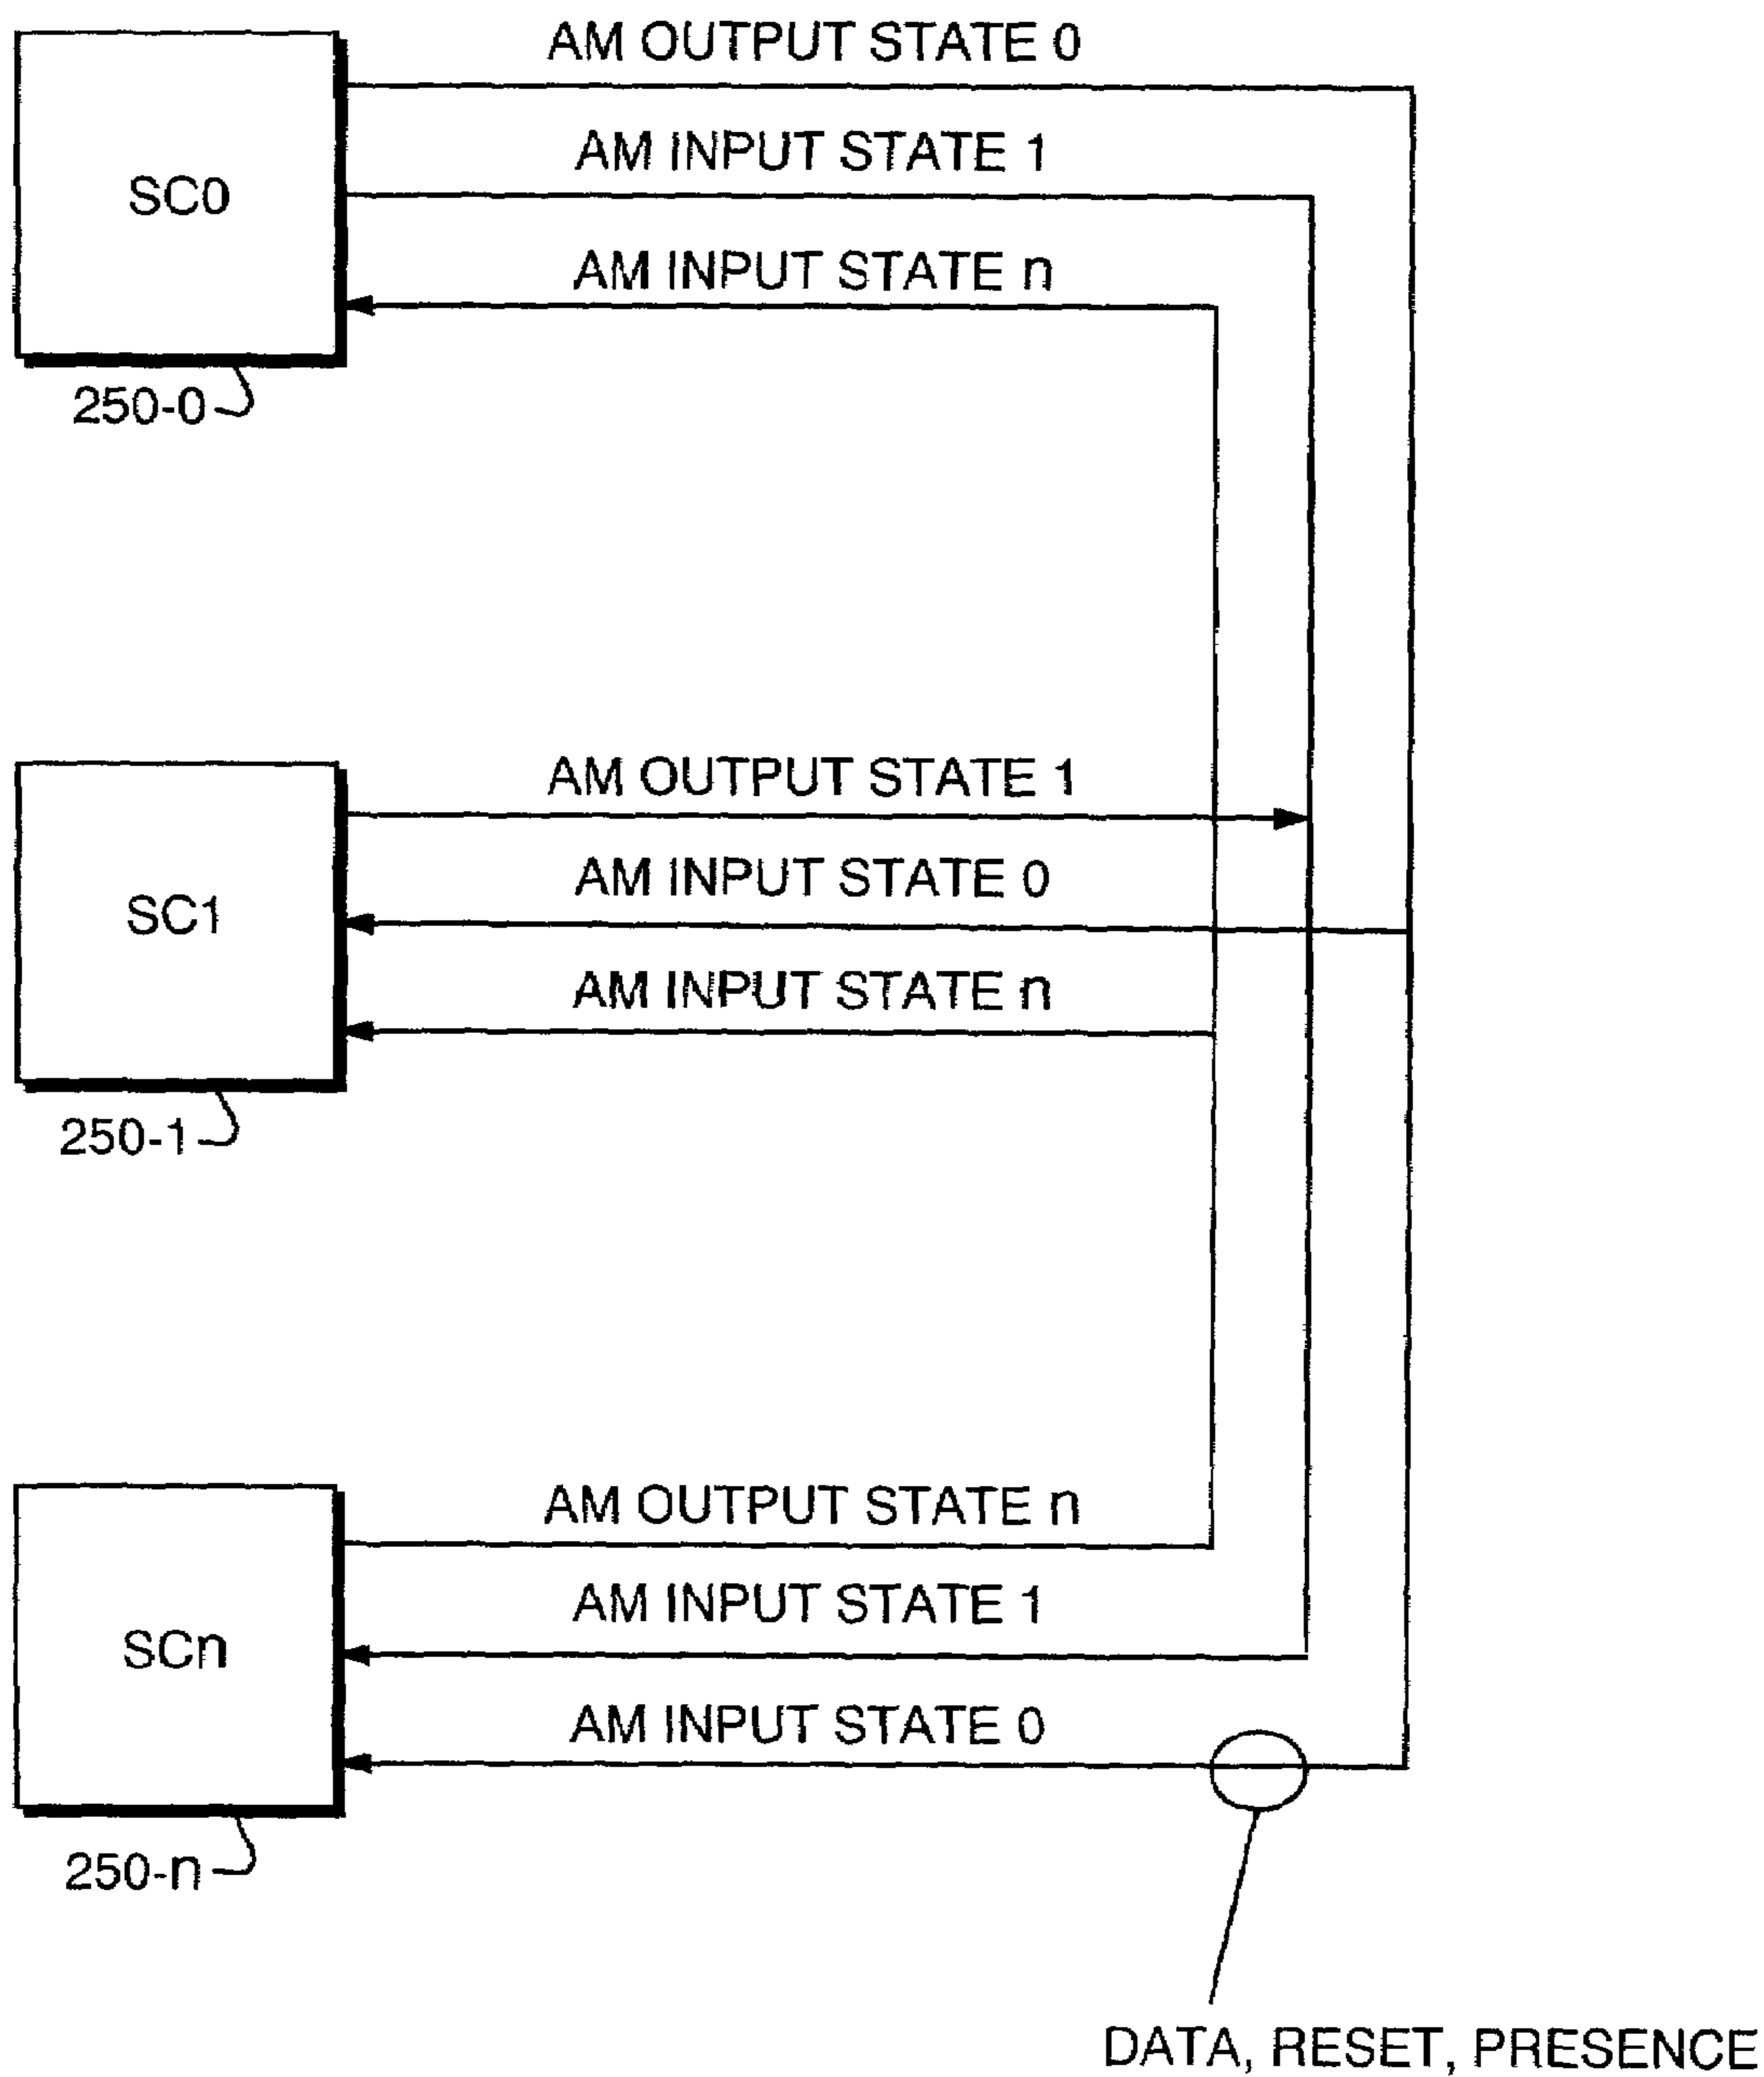 AM OUTPUT STATE 0
AM INPUT STATE 1
SC0
AM INPUT STATE n
250-0
AM OUTPUT STATE 1
AM INPUT STATE 0
SC1
AM INPUT STATE n
250-1
AM OUTPUT STATE n
AM INPUT STATE 1
SCn
AM INPUT STATE 0
250-n
DATA, RESET, PRESENCE